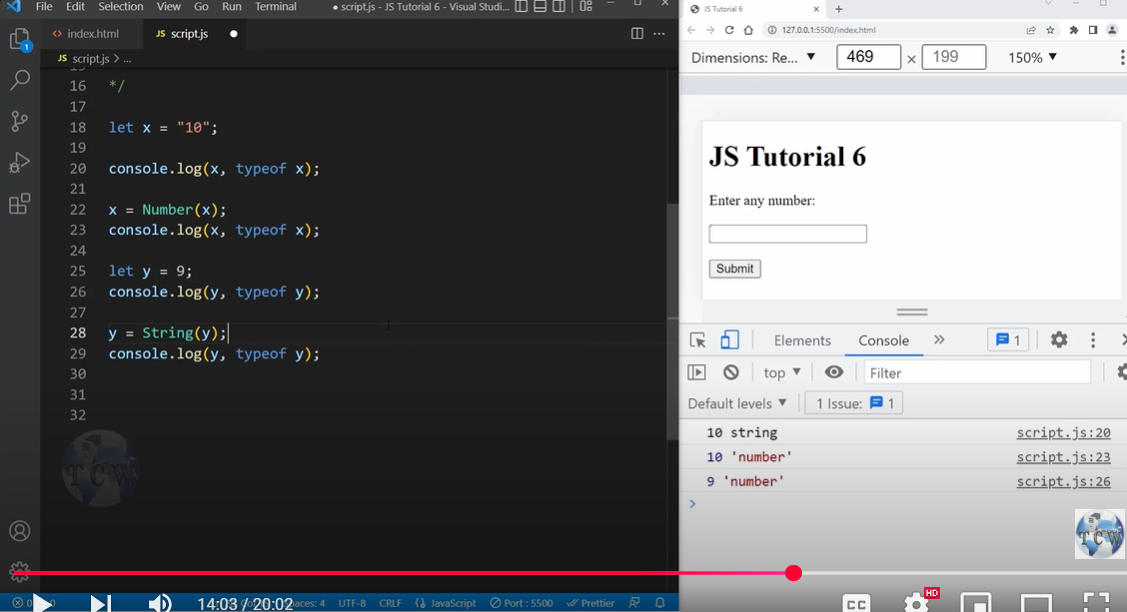 File Edit Selection View Go Run Terminal
● script.js - JS Tutorial 6 - Visual Studi...
<> index.html
JS script.js ●
JS script.js > ...
1
16 */
17
18 let x = "10";
19
20 console.log(x, typeof x);
21
22 x = Number(x);
23 console.log(x, typeof x);
24
25 let y = 9;
26 console.log(y, typeof y);
27
28 y = String(y);
29 console.log(y, typeof y);
30
31
32
TCW
UTF-8 CRLF {} JavaScript Port : 5500 Prettier
14:03 / 20:02
JS Tutorial 6
127.0.0.1:5500/index.html
Dimensions: Re... ▼ 469 × 199 150% ▼
JS Tutorial 6
Enter any number:
Submit
Elements Console » 1
top ▼ Filter
Default levels ▼ 1 Issue: 1
10 string script.js:20
10 'number' script.js:23
9 'number' script.js:26
>
TCW
CC HD